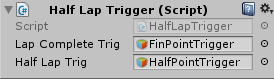 Half Lap Trigger (Script)
Script HalfLapTrigger
Lap Complete Trig FinPointTrigger
Half Lap Trig HalfPointTrigger